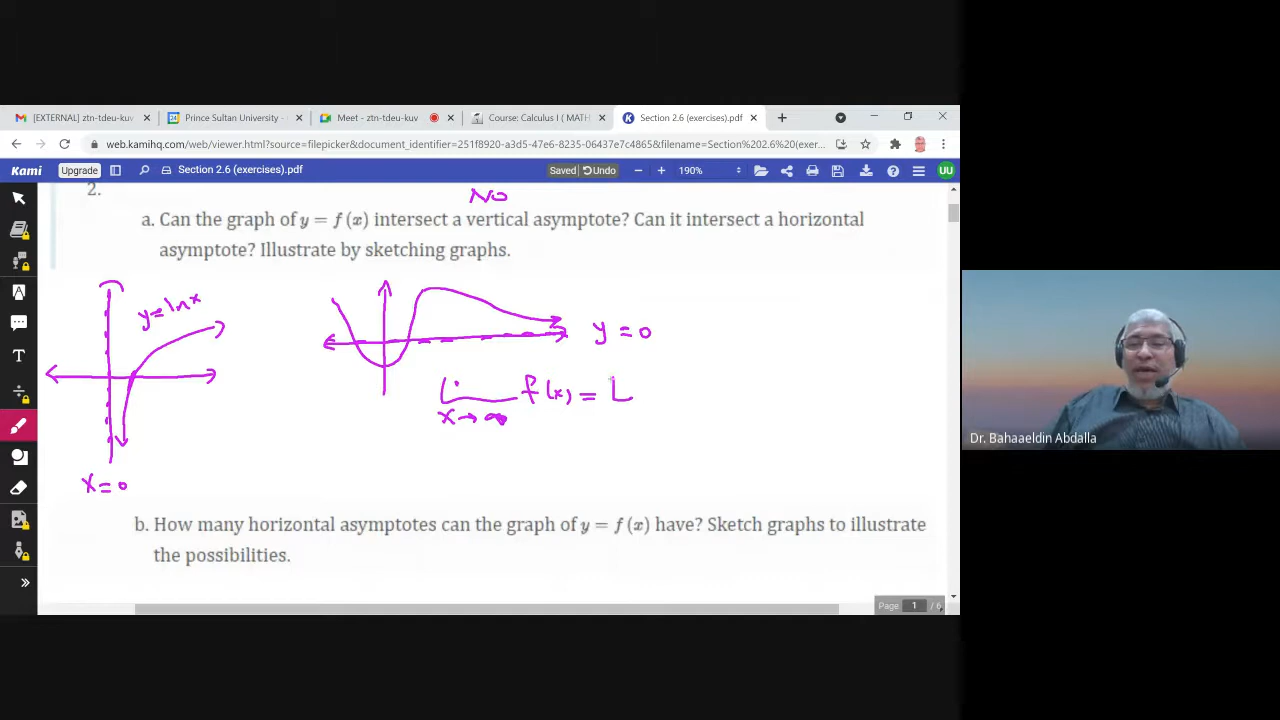 [EXTERNAL] ztn-tdeu-kuv
Prince Sultan University -
Meet - ztn-tdeu-kuv
Course: Calculus I ( MATH
Section 2.6 (exercises).pdf
web.kamihq.com/web/viewer.html?source=filepicker&document_identifier=251f8920-a3d5-47e6-8235-06437e7c4865&filename=Section%202.6%20(exer...
Kami
Upgrade
Section 2.6 (exercises).pdf
Saved
Undo
190%
UU
2.
No
a. Can the graph of y = f(x) intersect a vertical asymptote? Can it intersect a horizontal
asymptote? Illustrate by sketching graphs.
y=lnx
y = 0
Lim f(x) = L
x→∞
x=0
b. How many horizontal asymptotes can the graph of y = f(x) have? Sketch graphs to illustrate
the possibilities.
Page 1 / 6
Dr. Bahaaeldin Abdalla